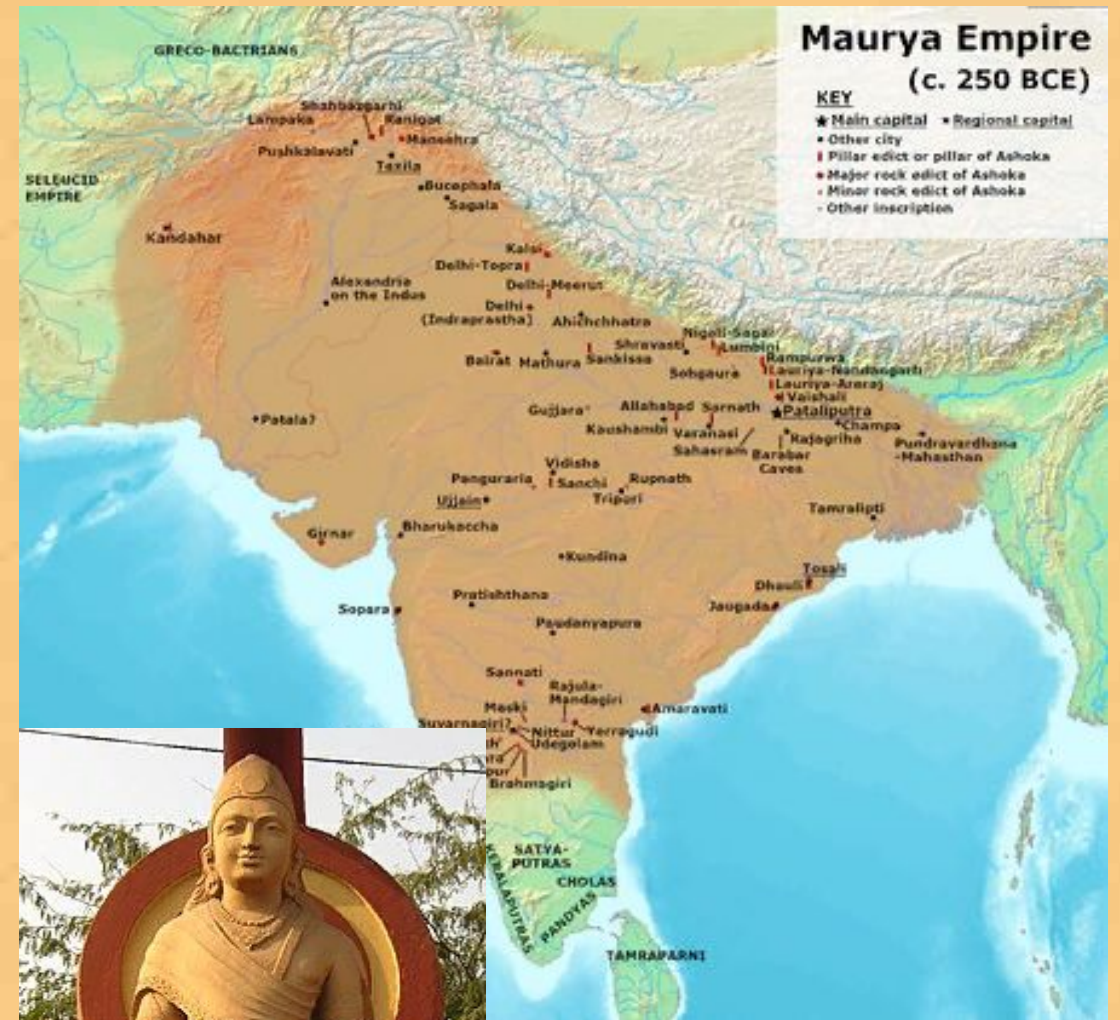 Maurya Empire
(c. 250 BCE)
KEY
Main capital
Regional capital
Other city
Pillar edict or pillar of Ashoka
Major rock edict of Ashoka
Minor rock edict of Ashoka
Other inscription
GRECO-BACTRIANS
Shahbazgarhi
Lampaka
Ranigat
Mansehra
Pushkalavati
Taxila
SELEUCID
EMPIRE
Bucephala
Sagala
Kandahar
Kalsi
Delhi-Topra
Alexandria
on the Indus
Delhi-Meerut
Delhi
(Indraprastha)
Ahichchhatra
Nigali-Sagar
Shravasti
Lumbini
Bairat
Mathura
Sankissa
Rampurwa
Sohgaura
Lauriya-Nandangarh
Lauriya-Araraj
Vaishali
Gujjara
Allahabad
Sarnath
Pataliputra
Patala?
Kaushambi
Varanasi
Champa
Rajagriha
Pundravardhana
-Mahasthan
Sahasram
Barabar
Caves
Vidisha
Panguraria
Sanchi
Rupnath
Ujjain
Tripuri
Tamralipti
Girnar
Bharukaccha
Kundina
Tosali
Dhauli
Pratishthana
Sopara
Jaugada
Paudanyapura
Sannati
Rajula-
Mandagiri
Maski
Amaravati
Suvarnagiri?
Nittur
Yerragudi
Udegolam
Brahmagiri
SATYA-
PUTRAS
CHOLAS
KERALAPUTRAS
PANDYAS
TAMRAPARNI